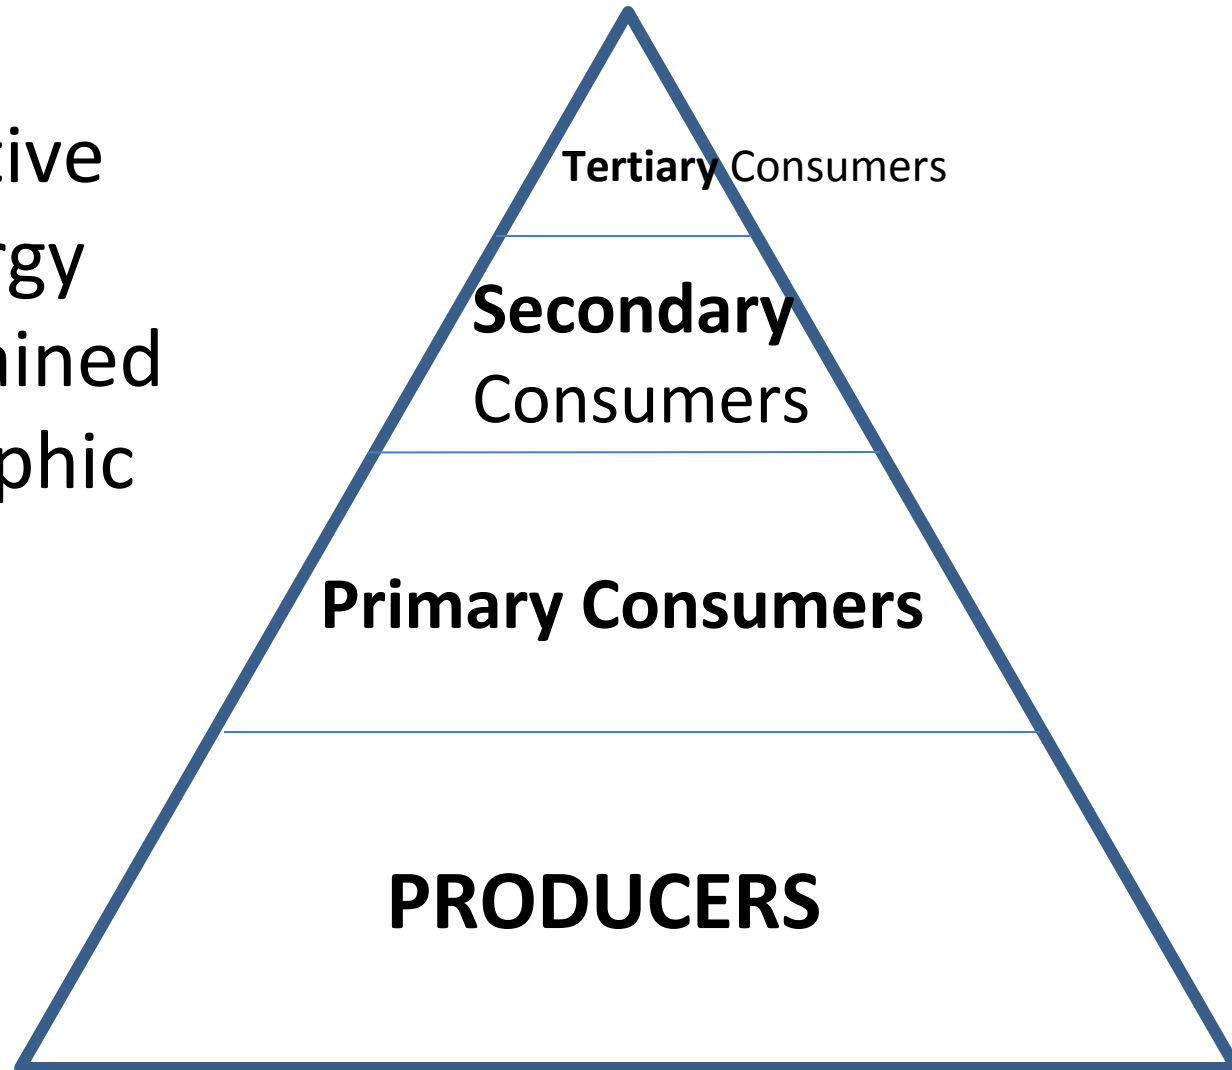 tive
rgy
ained
phic
Tertiary Consumers
Secondary
Consumers
Primary Consumers
PRODUCERS